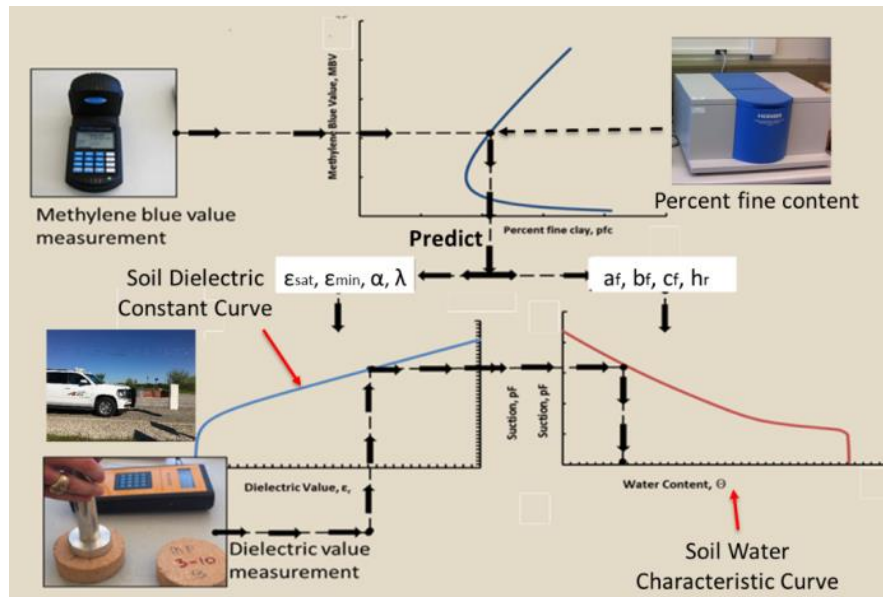 Methylene Blue Value, MBV
Methylene blue value
measurement
Percent fine content
Percent fine clay, pfc
Predict
Soil Dielectric
Constant Curve
εsat, εmin, α, λ
af, bf, cf, hr
Suction, pF
Suction, pF
Dielectric Value, εr
Water Content, Θ
Dielectric value
measurement
3-10
Soil Water
Characteristic Curve